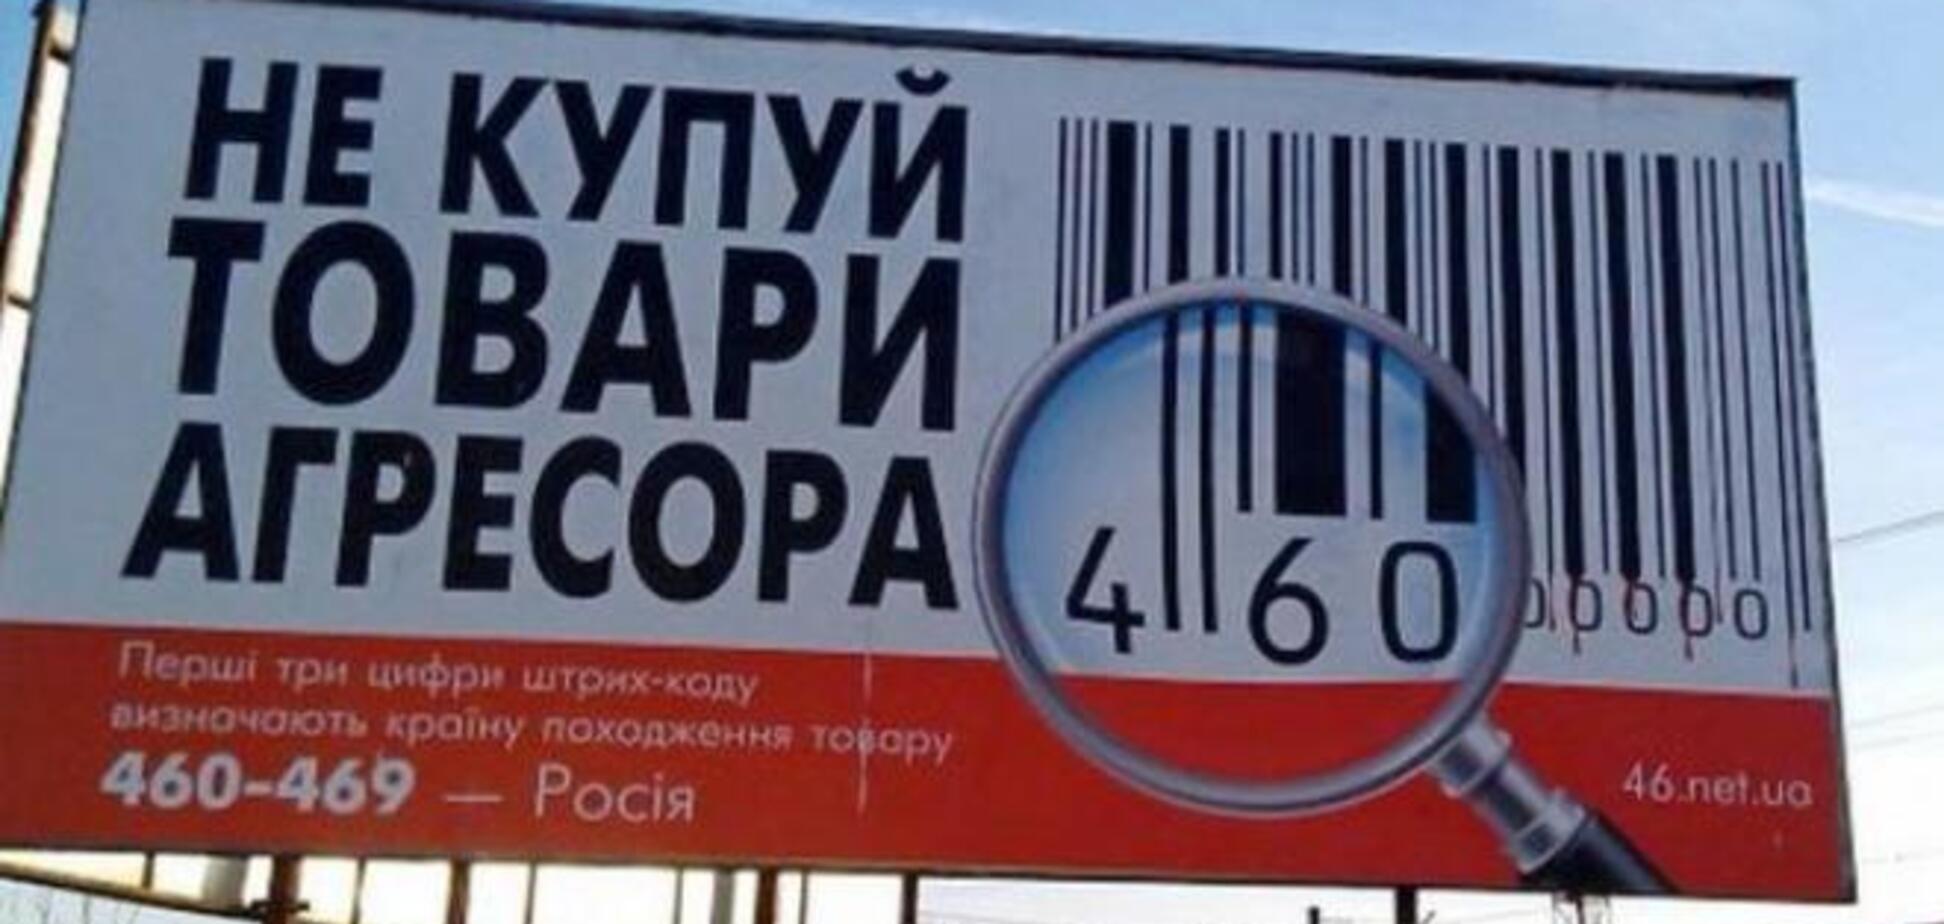 НЕ КУПУЙ
ТОВАРИ
АГРЕСОРА
460
00000
Перші три цифри штрих-коду
визначають країну походження товару
460-469 — Росія
46.net.ua